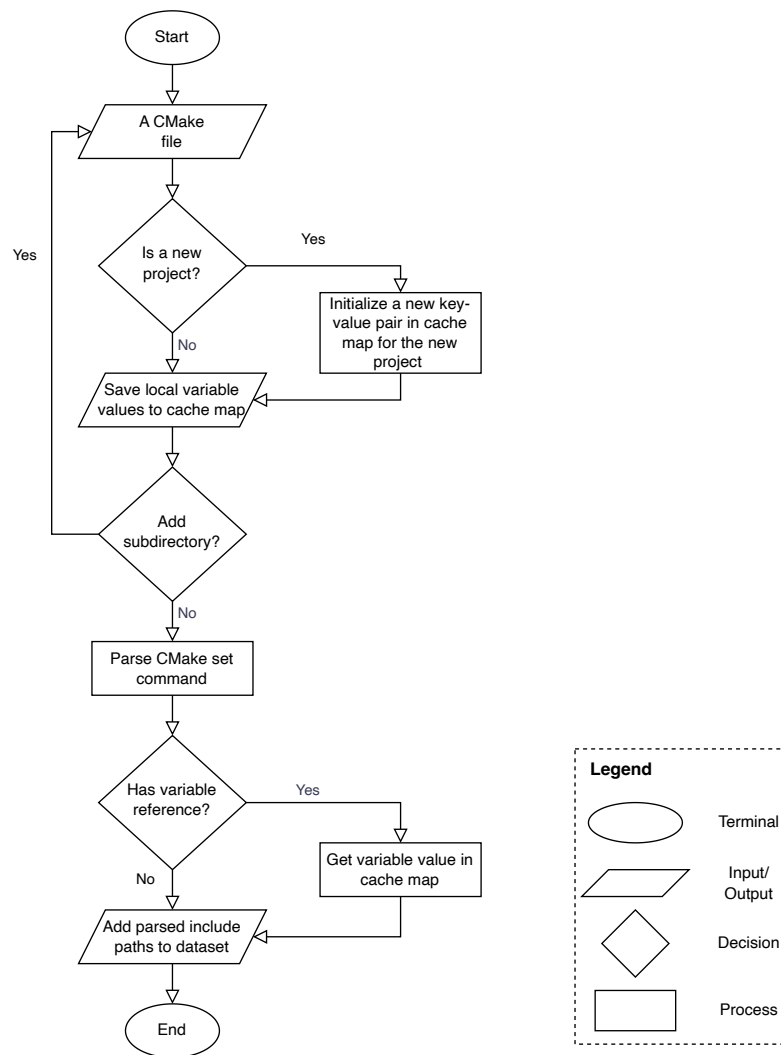 Start
A CMake
file
Yes
Is a new
project?
Yes
Initialize a new key-
value pair in cache
map for the new
project
No
Save local variable
values to cache map
Add
subdirectory?
No
Parse CMake set
command
Has variable
reference?
Yes
Get variable value in
cache map
No
Add parsed include
paths to dataset
End
Legend
Terminal
Input/
Output
Decision
Process